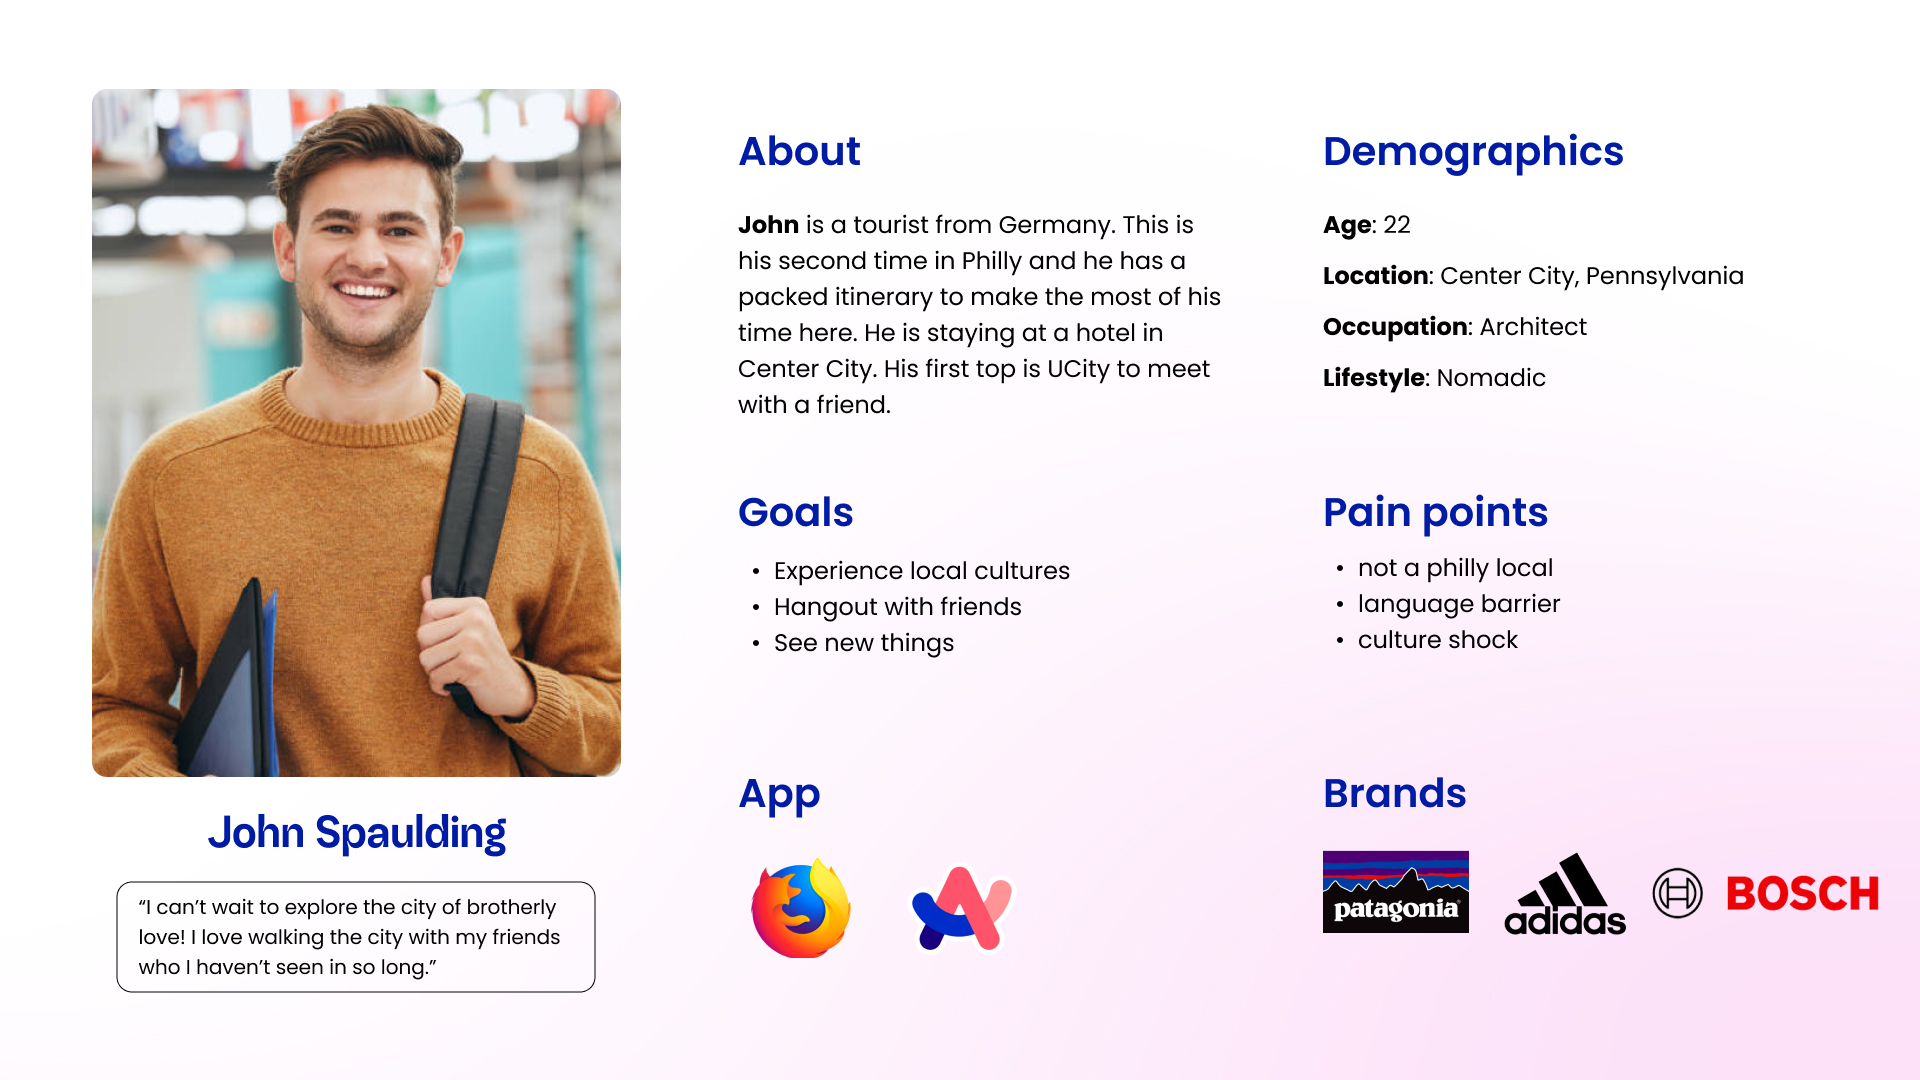 John Spaulding
“I can’t wait to explore the city of brotherly
love! I love walking the city with my friends
who I haven’t seen in so long.”
About
John is a tourist from Germany. This is
his second time in Philly and he has a
packed itinerary to make the most of his
time here. He is staying at a hotel in
Center City. His first top is UCity to meet
with a friend.
Demographics
Age: 22
Location: Center City, Pennsylvania
Occupation: Architect
Lifestyle: Nomadic
Goals
• Experience local cultures
• Hangout with friends
• See new things
Pain points
• not a philly local
• language barrier
• culture shock
App
Brands
patagonia®
adidas
BOSCH